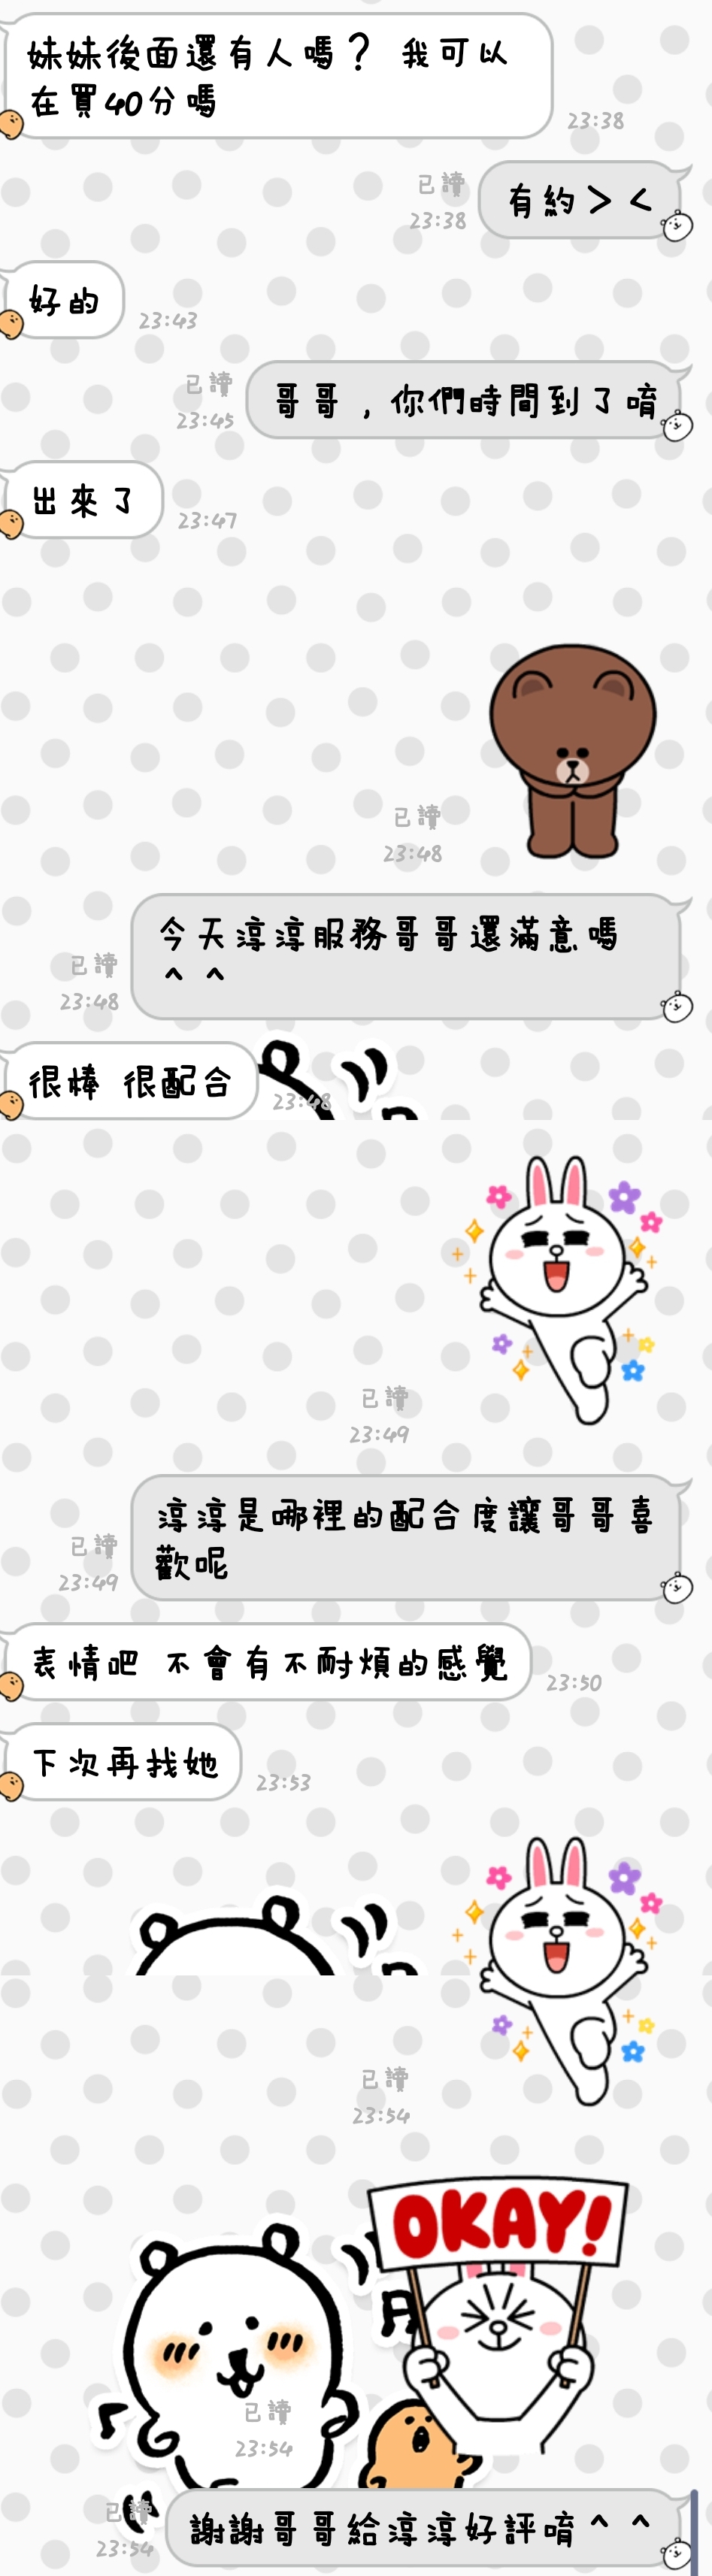 妹妹後面還有人嗎？ 我可以
在買40分嗎
23:38
已讀
23:38
有約＞＜
好的
23:43
已讀
23:45
哥哥，你們時間到了唷
出來了
23:47
已讀
23:48
今天淳淳服務哥哥還滿意嗎
^ ^
已讀
23:48
很棒 很配合
23:48
已讀
23:49
淳淳是哪裡的配合度讓哥哥喜
歡呢
已讀
23:49
表情吧 不會有不耐煩的感覺
23:50
下次再找她
23:53
已讀
23:54
OKAY!
已讀
23:54
謝謝哥哥給淳淳好評唷^ ^
已讀
23:54